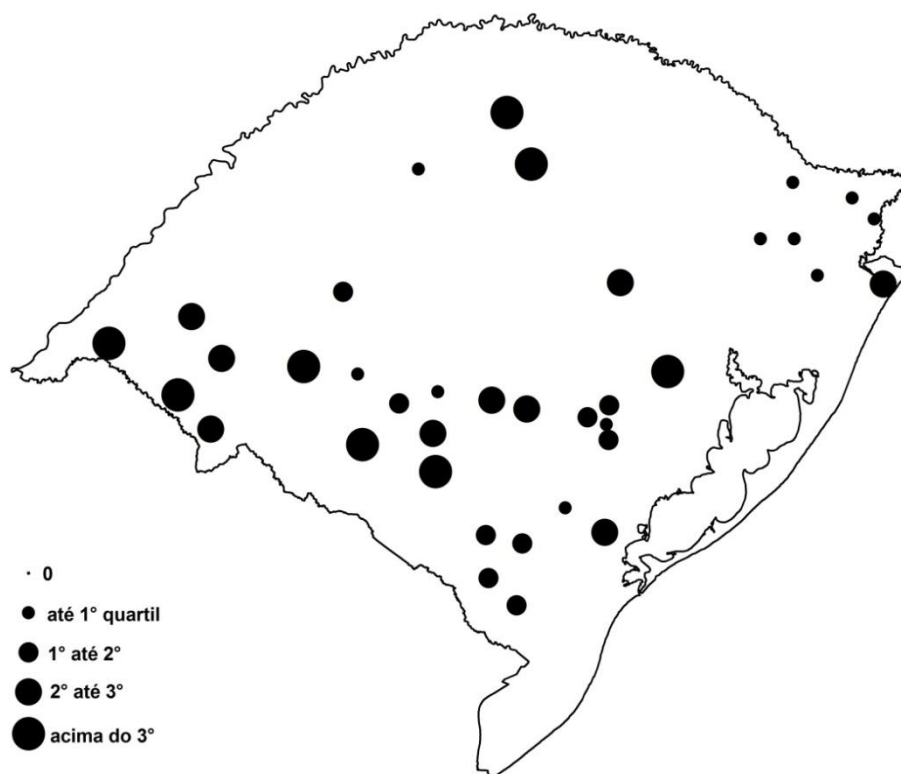 0
até 1° quartil
1° até 2°
2° até 3°
acima do 3°